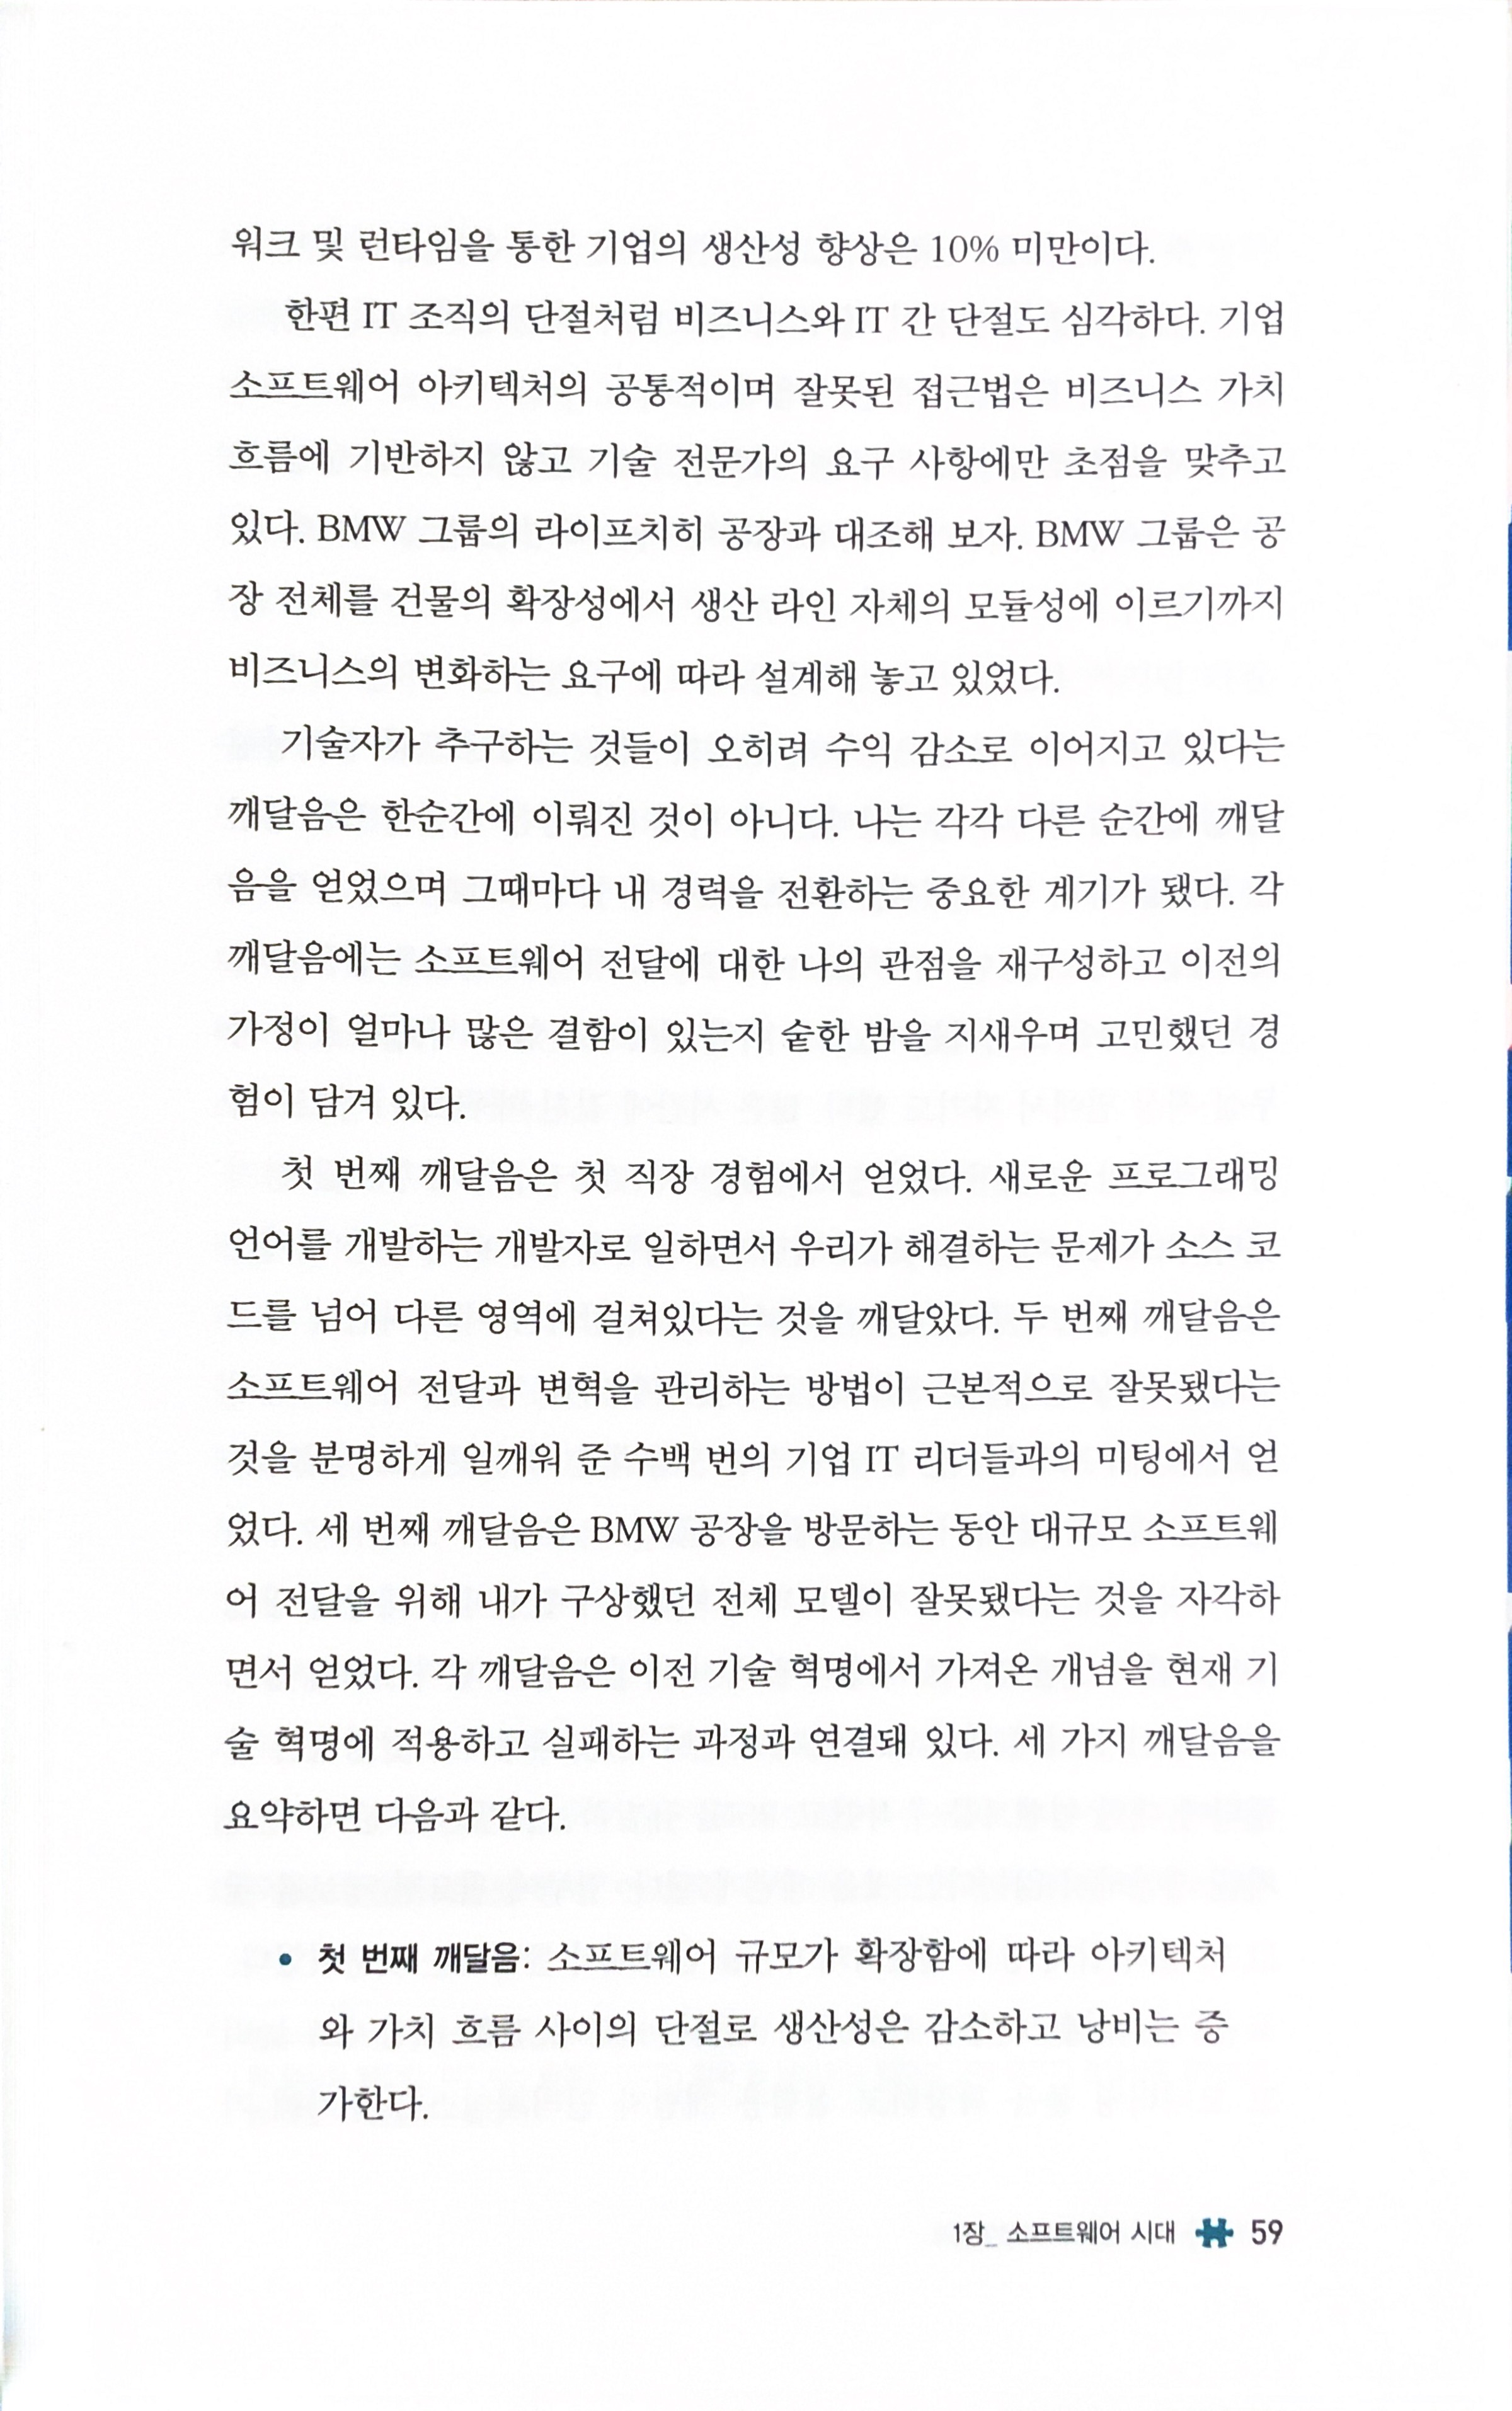 워크 및 런타임을 통한 기업의 생산성 향상은 10% 미만이다.
한편 IT 조직의 단절처럼 비즈니스와 IT 간 단절도 심각하다. 기업
소프트웨어 아키텍처의 공통적이며 잘못된 접근법은 비즈니스 가치
흐름에 기반하지 않고 기술 전문가의 요구 사항에만 초점을 맞추고
있다. BMW 그룹의 라이프치히 공장과 대조해 보자. BMW 그룹은 공
장 전체를 건물의 확장성에서 생산 라인 자체의 모듈성에 이르기까지
비즈니스의 변화하는 요구에 따라 설계해 놓고 있었다.
기술자가 추구하는 것들이 오히려 수익 감소로 이어지고 있다는
깨달음은 한순간에 이뤄진 것이 아니다. 나는 각각 다른 순간에 깨달
음을 얻었으며 그때마다 내 경력을 전환하는 중요한 계기가 됐다. 각
깨달음에는 소프트웨어 전달에 대한 나의 관점을 재구성하고 이전의
가정이 얼마나 많은 결함이 있는지 숱한 밤을 지새우며 고민했던 경
험이 담겨 있다.
첫 번째 깨달음은 첫 직장 경험에서 얻었다. 새로운 프로그래밍
언어를 개발하는 개발자로 일하면서 우리가 해결하는 문제가 소스 코
드를 넘어 다른 영역에 걸쳐있다는 것을 깨달았다. 두 번째 깨달음은
소프트웨어 전달과 변혁을 관리하는 방법이 근본적으로 잘못됐다는
것을 분명하게 일깨워 준 수백 번의 기업 IT 리더들과의 미팅에서 얻
었다. 세 번째 깨달음은 BMW 공장을 방문하는 동안 대규모 소프트웨
어 전달을 위해 내가 구상했던 전체 모델이 잘못됐다는 것을 자각하
면서 얻었다. 각 깨달음은 이전 기술 혁명에서 가져온 개념을 현재 기
술 혁명에 적용하고 실패하는 과정과 연결돼 있다. 세 가지 깨달음을
요약하면 다음과 같다.
• 첫 번째 깨달음: 소프트웨어 규모가 확장함에 따라 아키텍처
와 가치 흐름 사이의 단절로 생산성은 감소하고 낭비는 증
가한다.
1장_ 소프트웨어 시대 59